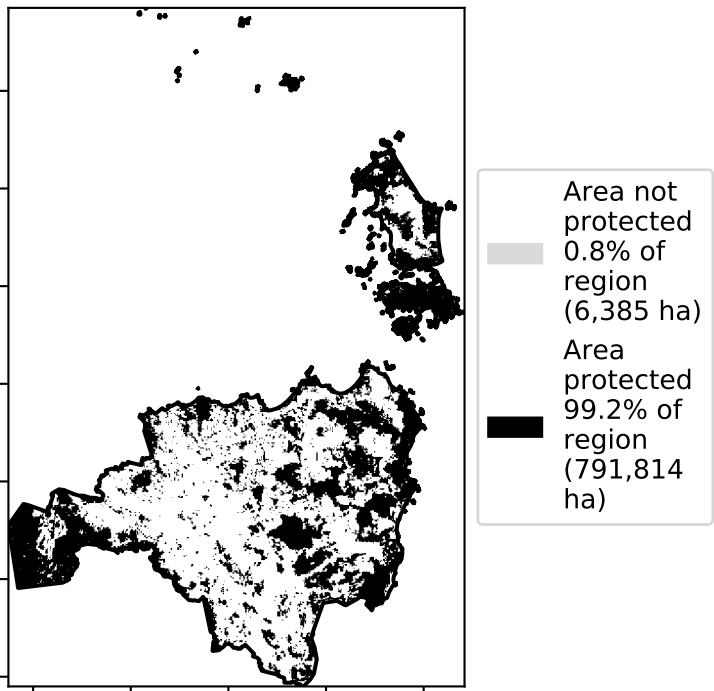 Area not
protected
0.8% of
region
(6,385 ha)
Area
protected
99.2% of
region
(791,814
ha)